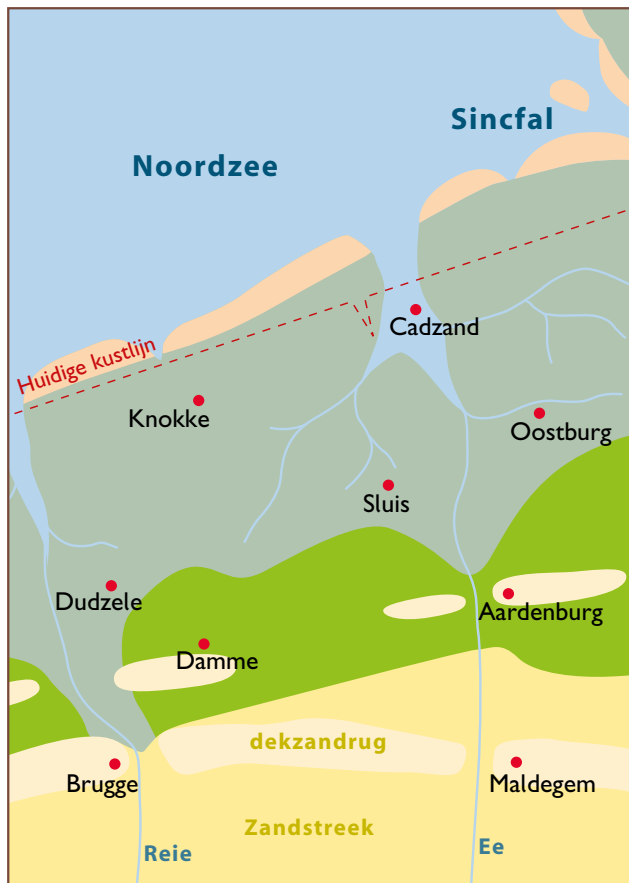 Sincfal
Noordzee
Cadzand
Huidige kustlijn
Knokke
Oostburg
Sluis
Dudzele
Aardenburg
Damme
dekzandrug
Brugge
Maldegem
Zandstreek
Reie
Ee